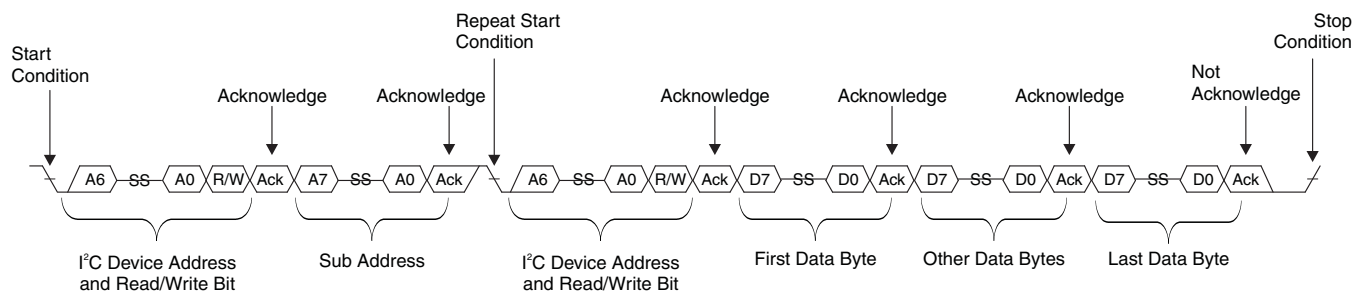 Start
Condition
Repeat Start
Condition
Stop
Condition
Acknowledge
Acknowledge
Acknowledge
Acknowledge
Acknowledge
Not
Acknowledge
A6 SS A0 R/W Ack A7 SS A0 Ack A6 SS A0 R/W Ack D7 SS D0 Ack D7 SS D0 Ack D7 SS D0 Ack
I²C Device Address
and Read/Write Bit
Sub Address
I²C Device Address
and Read/Write Bit
First Data Byte
Other Data Bytes
Last Data Byte